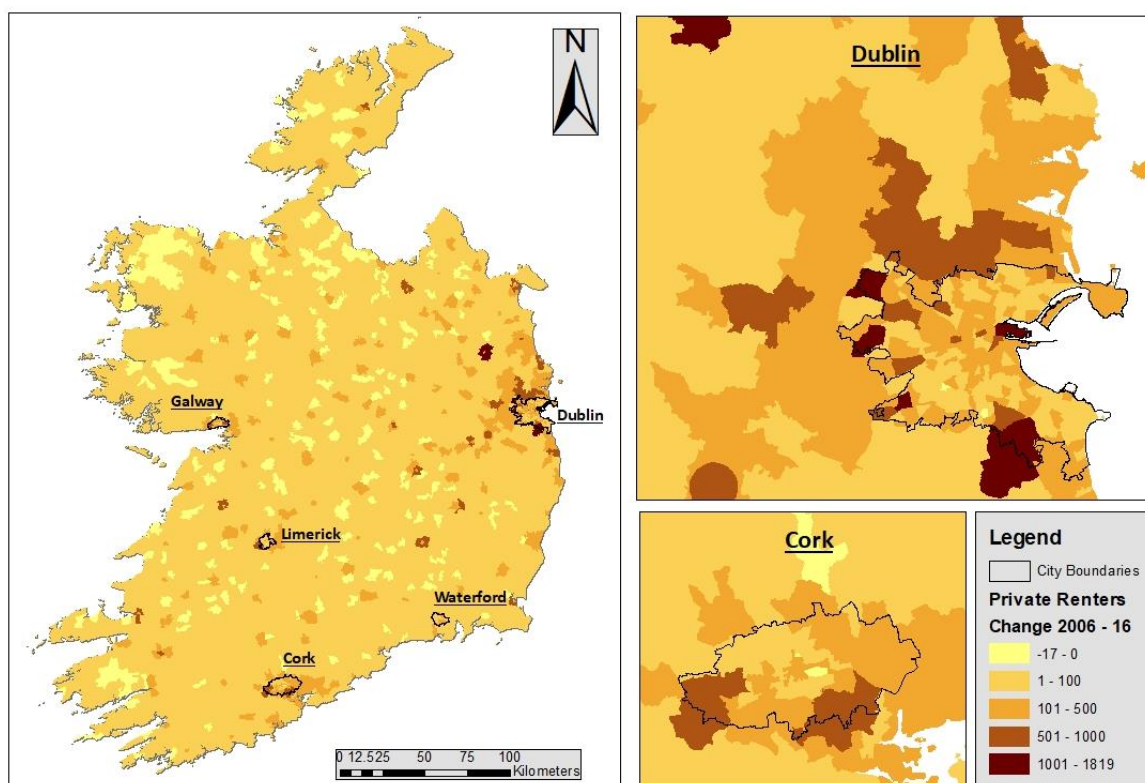 N
Galway
Dublin
Limerick
Waterford
Cork
0 12.525 50 75 100
Kilometers
Dublin
Cork
Legend
City Boundaries
Private Renters
Change 2006 - 16
-17 - 0
1 - 100
101 - 500
501 - 1000
1001 - 1819